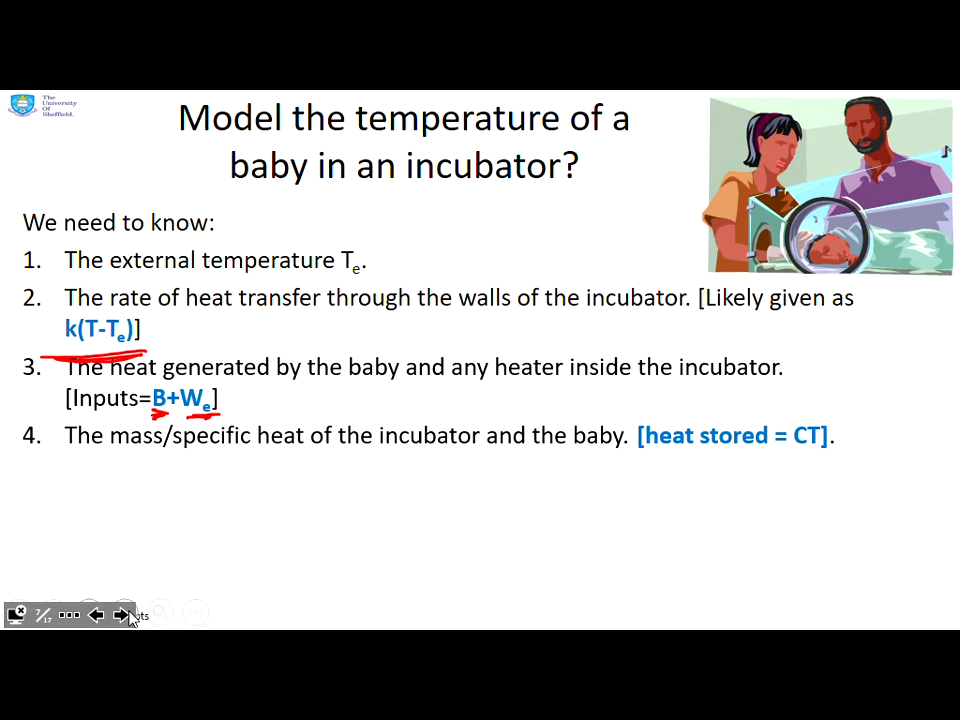 The
University
Of
Sheffield.
Model the temperature of a
baby in an incubator?
We need to know:
1. The external temperature Te.
2. The rate of heat transfer through the walls of the incubator. [Likely given as
k(T-Te)]
3. The heat generated by the baby and any heater inside the incubator.
[Inputs=B+We]
4. The mass/specific heat of the incubator and the baby. [heat stored = CT].
7/17